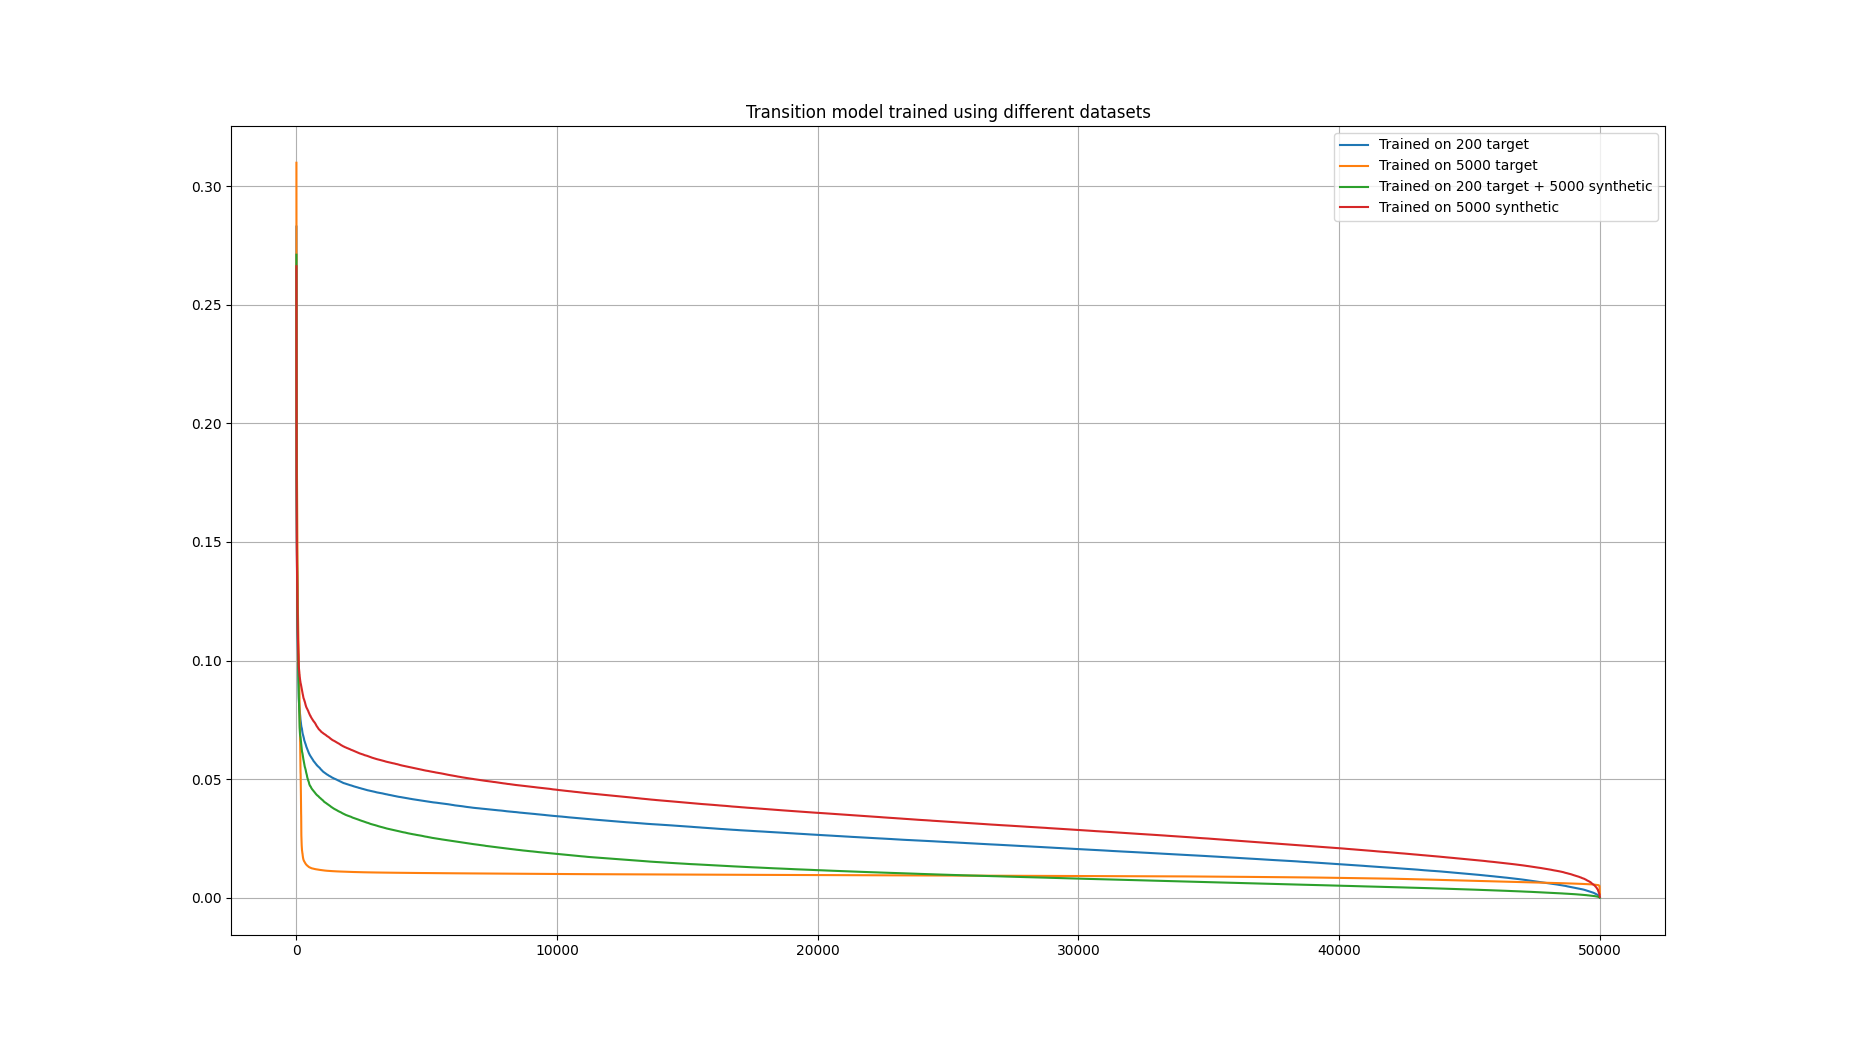 Transition model trained using different datasets
Trained on 200 target
Trained on 5000 target
Trained on 200 target + 5000 synthetic
Trained on 5000 synthetic
0.30
0.25
0.20
0.15
0.10
0.05
0.00
0 10000 20000 30000 40000 50000